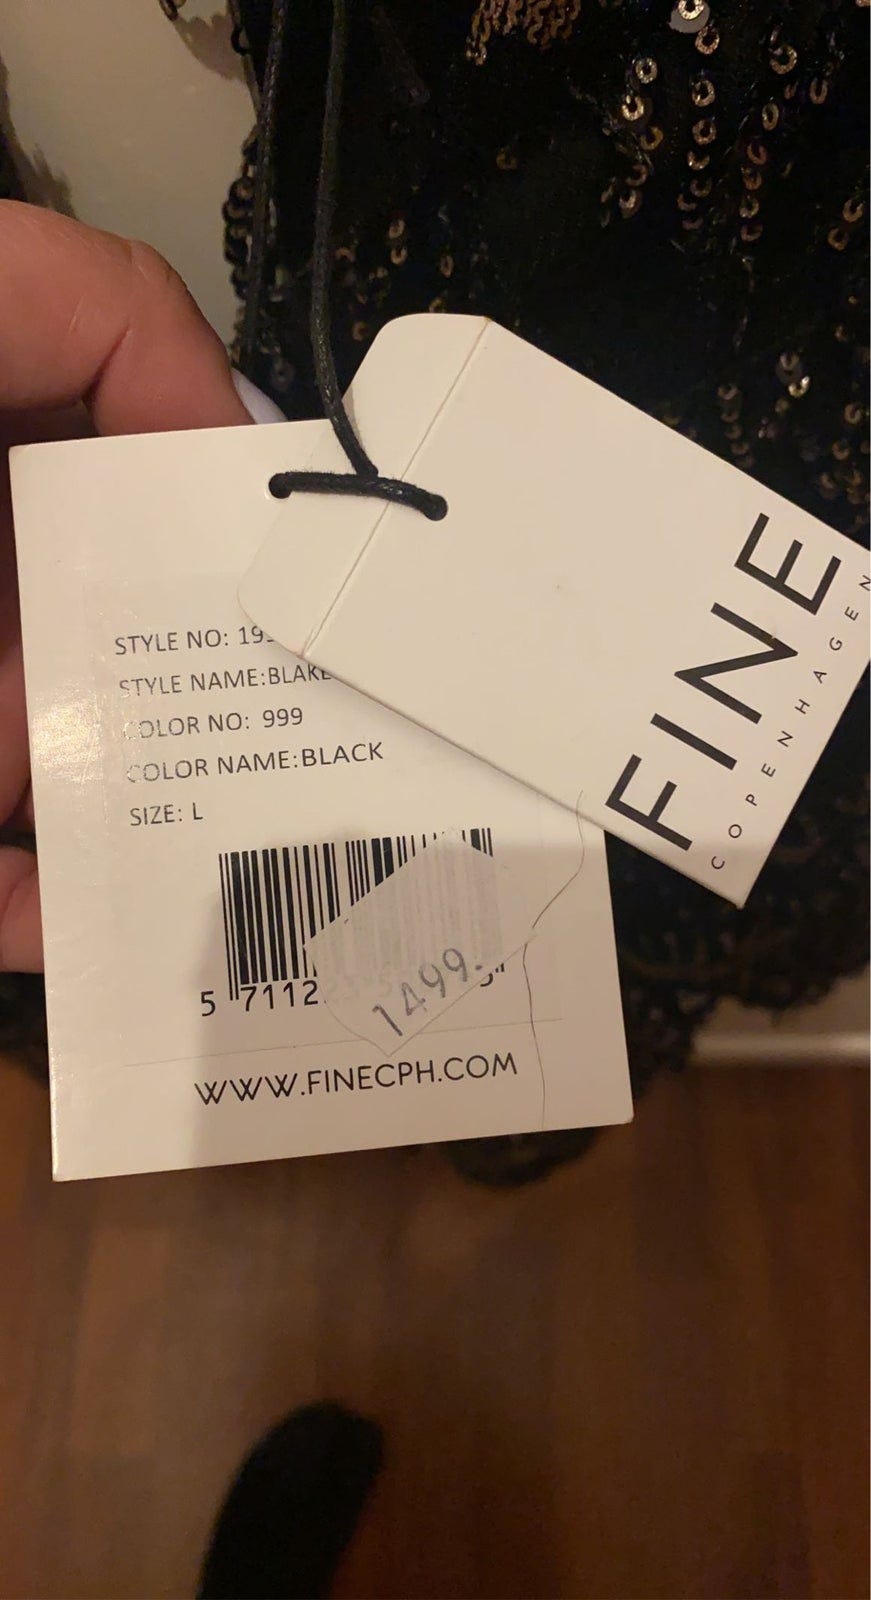 STYLE NO: 19
STYLE NAME:BLAKE
COLOR NO: 999
COLOR NAME:BLACK
SIZE: L
5 7112
1499.-
WWW.FINECPH.COM
FINE
COPENHAGEN